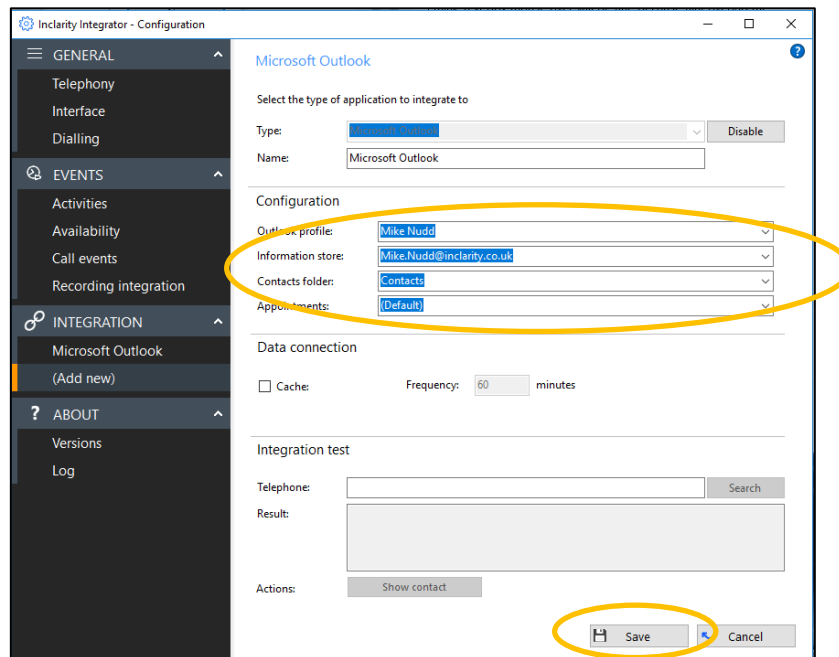 Inclarity Integrator - Configuration
GENERAL
Telephony
Interface
Dialling
EVENTS
Activities
Availability
Call events
Recording integration
INTEGRATION
Microsoft Outlook
(Add new)
? ABOUT
Versions
Log
Microsoft Outlook
?
Select the type of application to integrate to
Type: Microsoft Outlook Disable
Name: Microsoft Outlook
Configuration
Outlook profile: Mike Nudd
Information store: Mike.Nudd@inclarity.co.uk
Contacts folder: Contacts
Appointments: (Default)
Data connection
Cache: Frequency: 60 minutes
Integration test
Telephone: Search
Result:
Actions: Show contact
Save Cancel